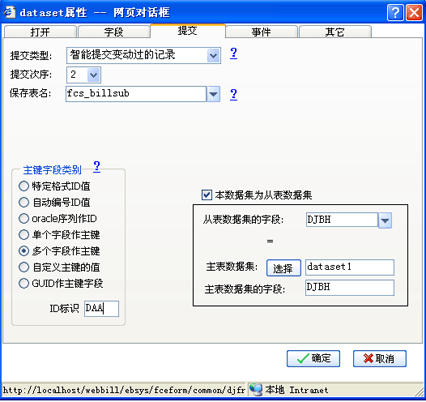 dataset属性 -- 网页对话框
打开 字段 提交 事件 其它
提交类型: 智能提交变动过的记录 ?
提交次序: 2
保存表名: fcs_billsub ?
主键字段类别 ?
特定格式ID值
自动编号ID值
oracle序列作ID
单个字段作主键
多个字段作主键
自定义主键的值
GUID作主键字段
ID标识 DAA
本数据集为从表数据集
从表数据集的字段: DJBH
=
主表数据集: 选择 dataset1
主表数据集的字段: DJBH
确定 取消
http://localhost/webbill/ebsys/fceform/common/djfr 本地 Intranet